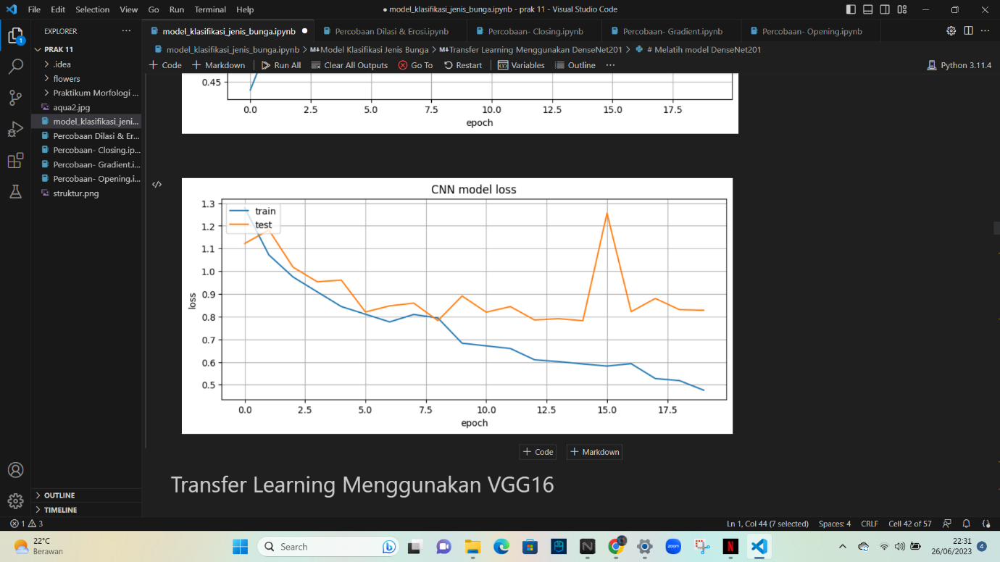 File Edit Selection View Go Run Terminal Help
● model_klasifikasi_jenis_bunga.ipynb - prak 11 - Visual Studio Code
EXPLORER
model_klasifikasi_jenis_bunga.ipynb ●
Percobaan Dilasi & Erosi.ipynb
Percobaan- Closing.ipynb
Percobaan- Gradient.ipynb
Percobaan- Opening.ipynb
model_klasifikasi_jenis_bunga.ipynb > M↓Model Klasifikasi Jenis Bunga > M↓Transfer Learning Menggunakan DenseNet201 > # Melatih model DenseNet201
+ Code + Markdown Run All Clear All Outputs Go To Restart Variables Outline ···
Python 3.11.4
PRAK 11
.idea
flowers
Praktikum Morfologi ...
aqua2.jpg
model_klasifikasi_jeni...
Percobaan Dilasi & Er...
Percobaan- Closing.ip...
Percobaan- Gradient.i...
Percobaan- Opening.i...
struktur.png
0.45
0.0 2.5 5.0 7.5 10.0 12.5 15.0 17.5
epoch
CNN model loss
train
test
1.3
1.2
1.1
1.0
0.9
0.8
0.7
0.6
0.5
loss
0.0 2.5 5.0 7.5 10.0 12.5 15.0 17.5
epoch
+ Code + Markdown
Transfer Learning Menggunakan VGG16
OUTLINE
TIMELINE
1 3
Ln 1, Col 44 (7 selected) Spaces: 4 CRLF Cell 42 of 57
22°C
Berawan
Search
zoom
22:31
26/06/2023
4